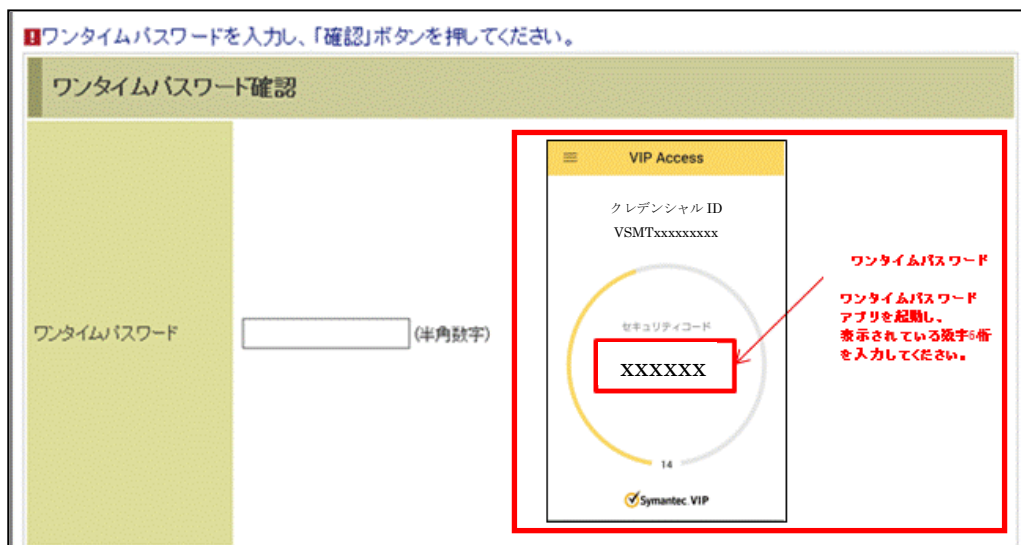 ワンタイムパスワードを入力し、「確認」ボタンを押してください。
ワンタイムパスワード確認
VIP Access
クレデンシャル ID
VSMTxxxxxxxxx
ワンタイムパスワード
ワンタイムパスワード
アプリを起動し、
表示されている数字6桁
を入力してください。
ワンタイムパスワード
(半角数字)
セキュリティコード
xxxxxx
14
Symantec. VIP